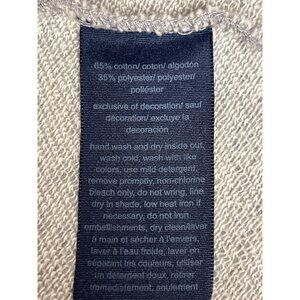 65% cotton/ coton/ algodón
35% polyester/ polyester/
poliéster
exclusive of decoration/ sauf
décoration/ excluye la
decoración
hand wash and dry inside out,
wash cold, wash with like
colors, use mild detergent,
remove promptly, non-chlorine
bleach only, do not wring, line
dry in shade, low heat iron if
necessary, do not iron
embellishments, dry clean/laver
à main et sécher à l'envers,
laver à l'eau froide, laver en
séparant les couleurs, utiliser
un détergent doux, retirer
immédiatement, seulement